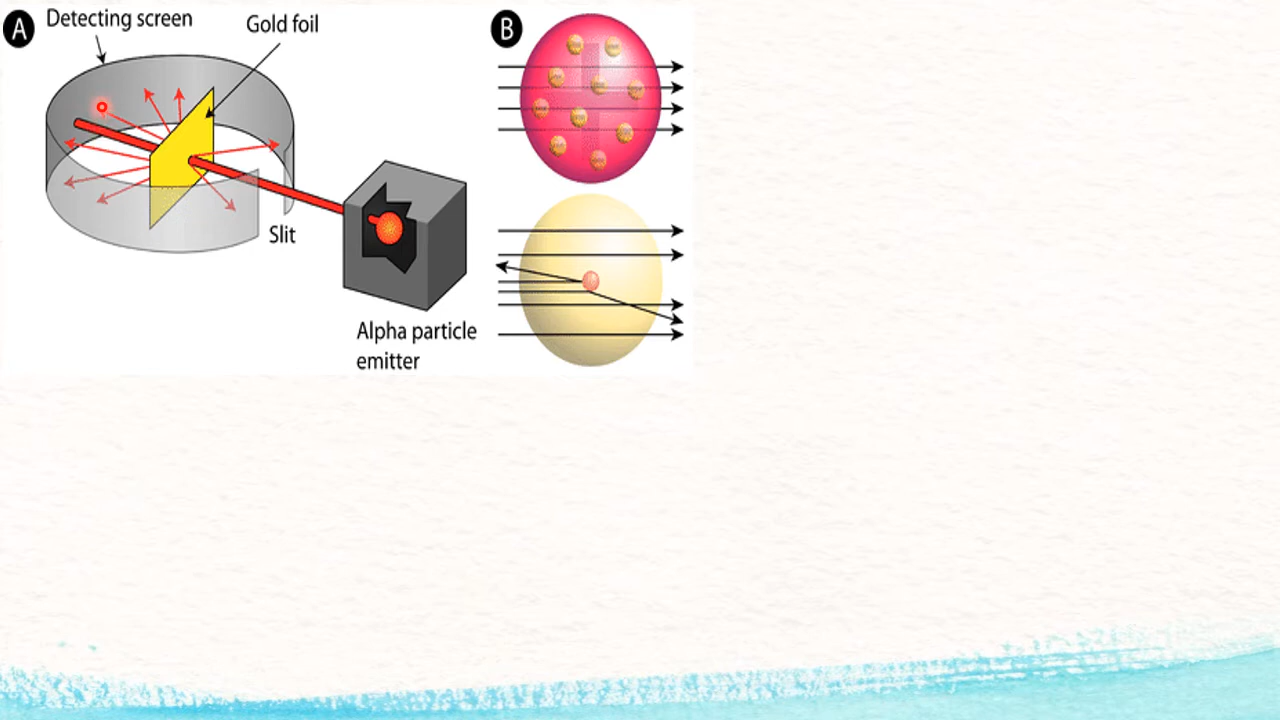 A
Detecting screen
Gold foil
Slit
Alpha particle
emitter
B